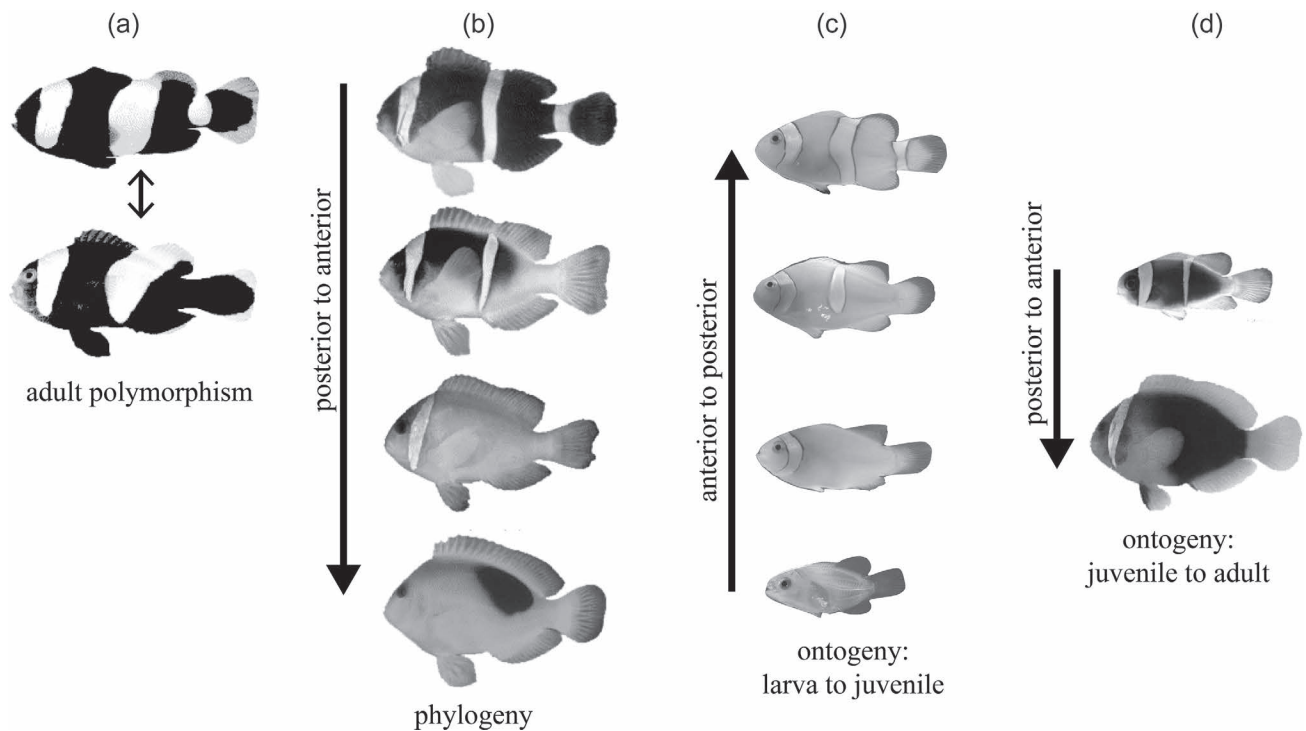 (a)
(b)
(c)
(d)
adult polymorphism
posterior to anterior
phylogeny
anterior to posterior
ontogeny:
larva to juvenile
posterior to anterior
ontogeny:
juvenile to adult